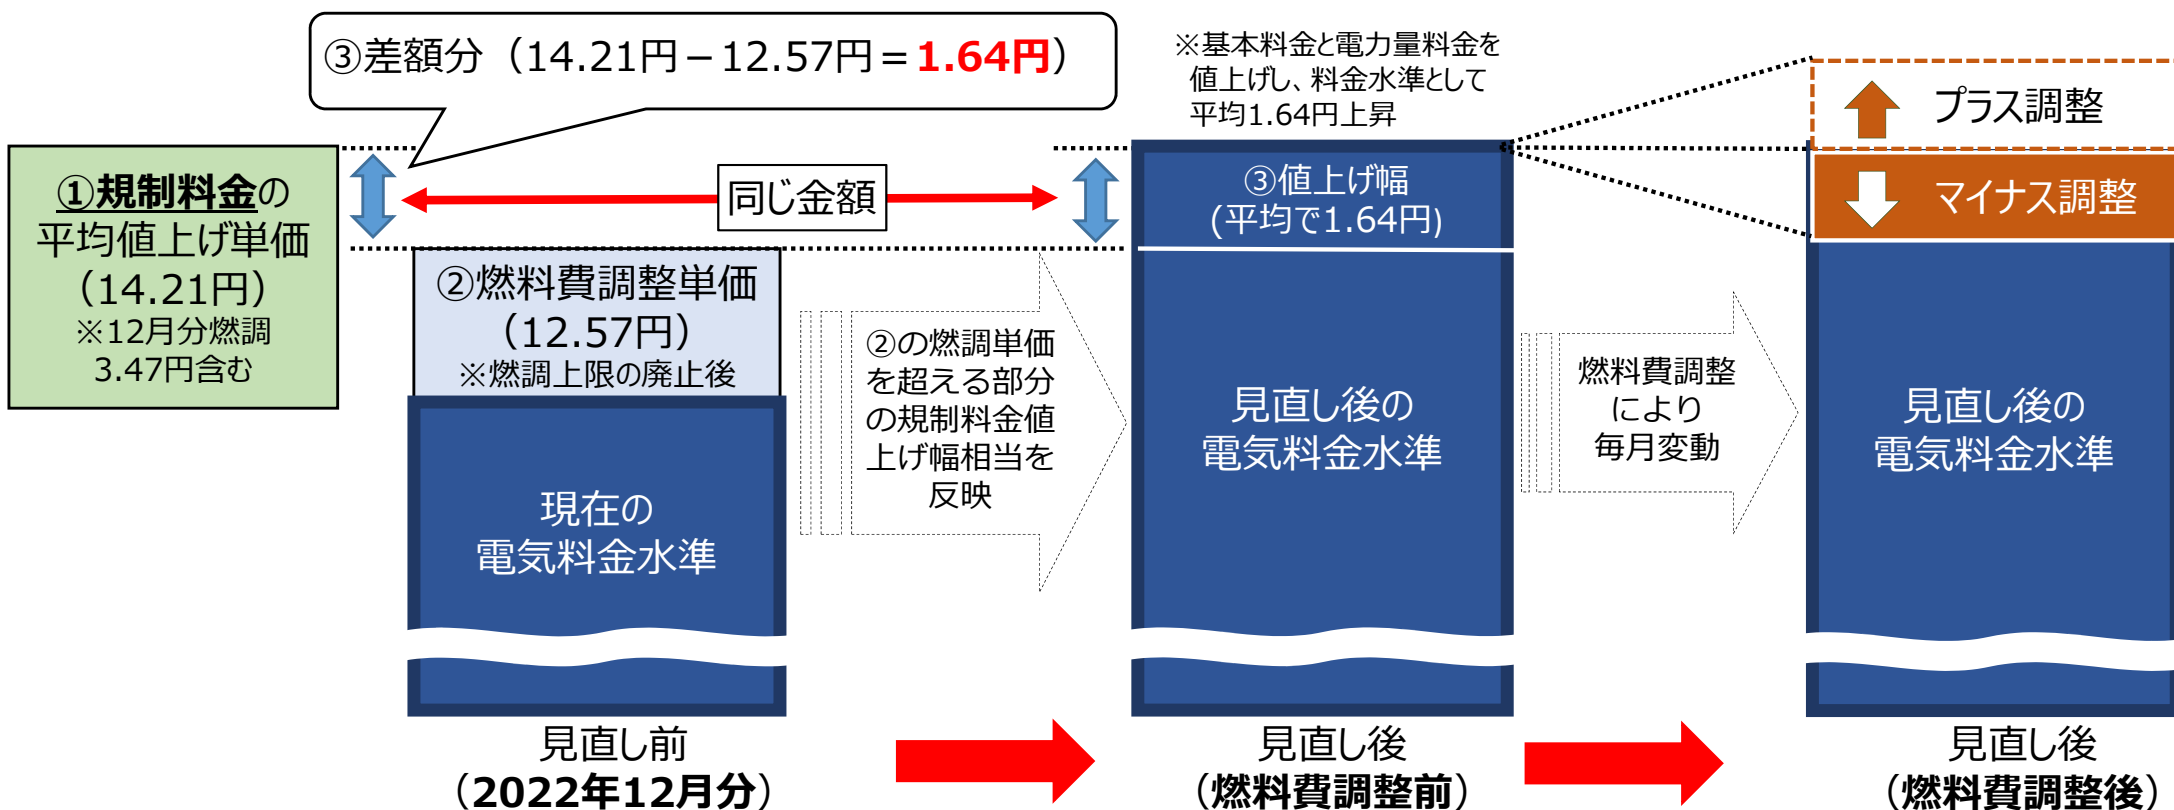 ③差額分（14.21円－12.57円＝1.64円）
①規制料金の
平均値上げ単価
（14.21円）
※12月分燃調
3.47円含む
同じ金額
②燃料費調整単価
（12.57円）
※燃調上限の廃止後
現在の
電気料金水準
見直し前
（2022年12月分）
②の燃調単価
を超える部分
の規制料金値
上げ幅相当を
反映
※基本料金と電力量料金を
値上げし、料金水準として
平均1.64円上昇
③値上げ幅
(平均で1.64円)
見直し後の
電気料金水準
見直し後
（燃料費調整前）
燃料費調整
により
毎月変動
プラス調整
マイナス調整
見直し後の
電気料金水準
見直し後
（燃料費調整後）